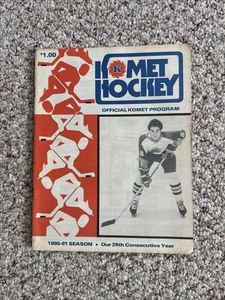 $1.00
KOMET
HOCKEY
OFFICIAL KOMET PROGRAM
1980-81 SEASON • Our 29th Consecutive Year